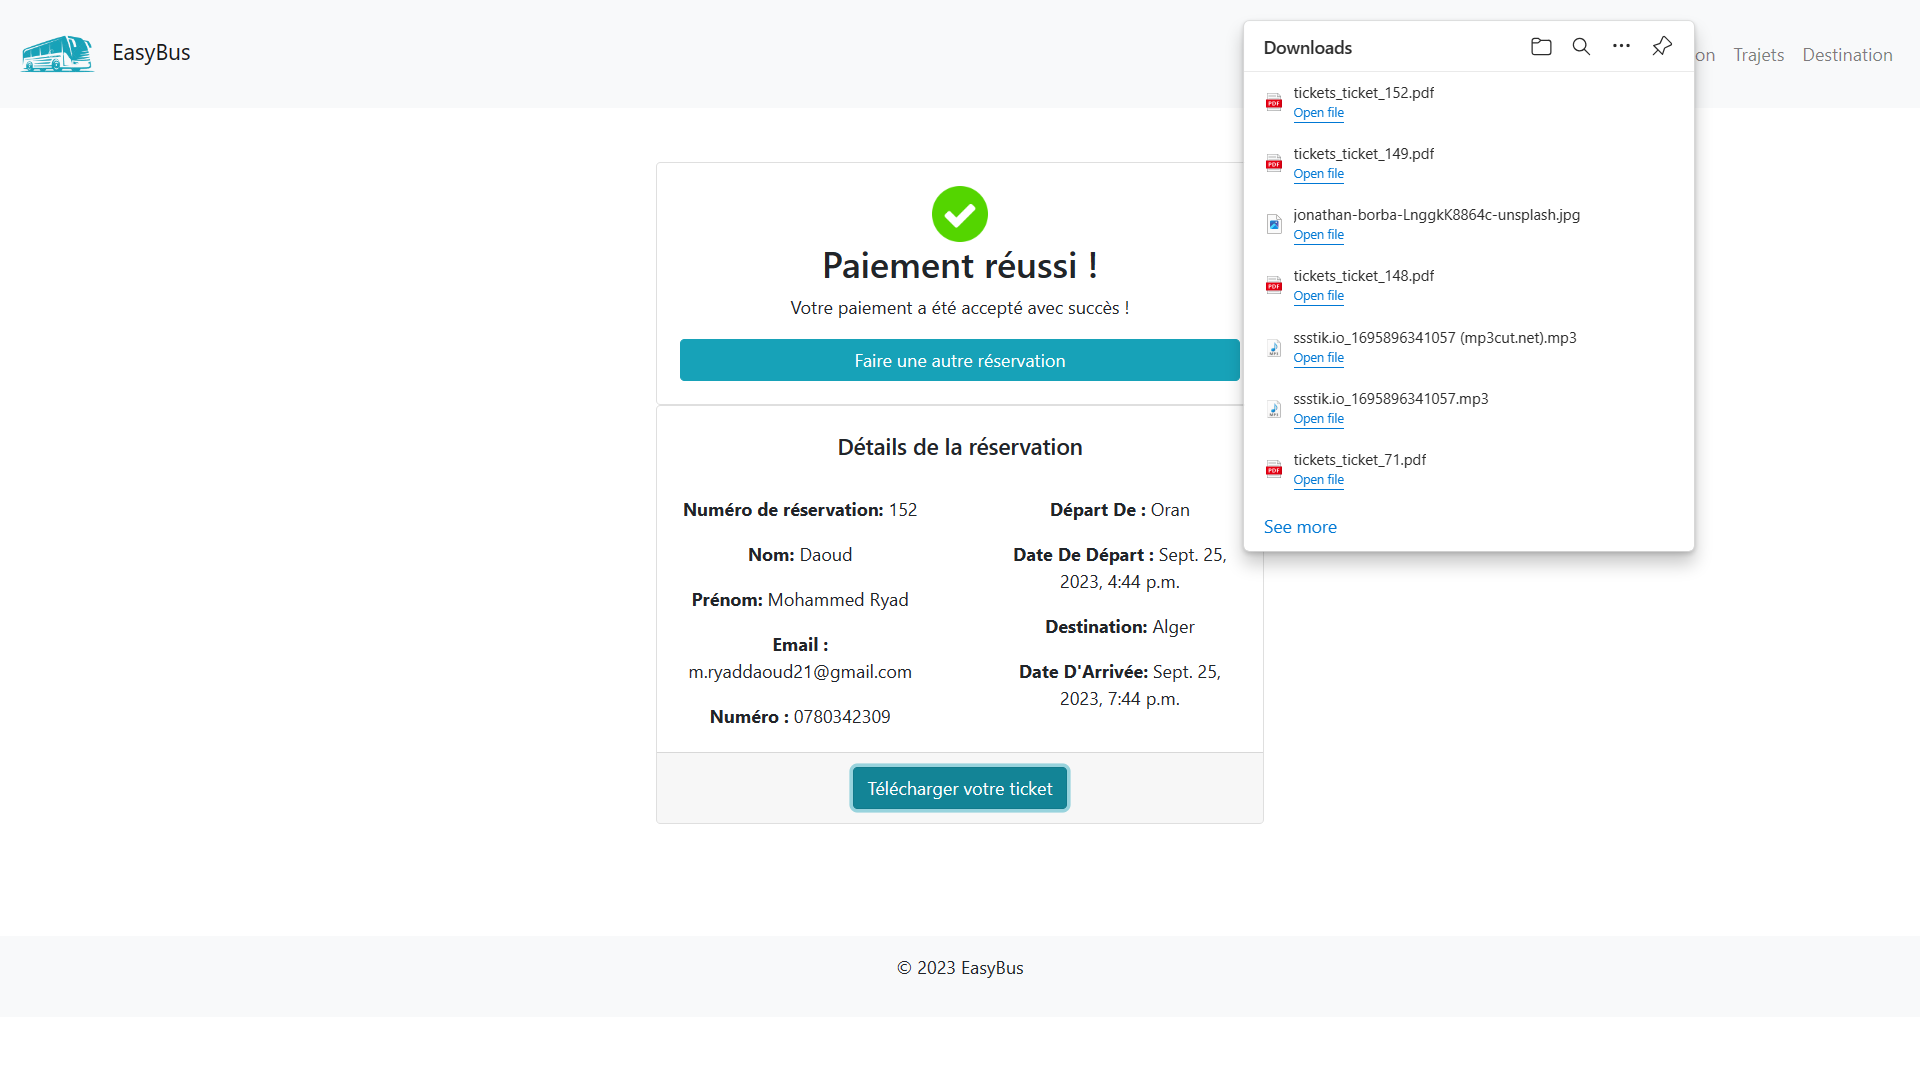 EasyBus
on Trajets Destination
Downloads
tickets_ticket_152.pdf
Open file
tickets_ticket_149.pdf
Open file
jonathan-borba-LnggkK8864c-unsplash.jpg
Open file
tickets_ticket_148.pdf
Open file
ssstik.io_1695896341057 (mp3cut.net).mp3
Open file
ssstik.io_1695896341057.mp3
Open file
tickets_ticket_71.pdf
Open file
See more
Paiement réussi !
Votre paiement a été accepté avec succès !
Faire une autre réservation
Détails de la réservation
Numéro de réservation: 152
Nom: Daoud
Prénom: Mohammed Ryad
Email :
m.ryaddaoud21@gmail.com
Numéro : 0780342309
Départ De : Oran
Date De Départ : Sept. 25,
2023, 4:44 p.m.
Destination: Alger
Date D'Arrivée: Sept. 25,
2023, 7:44 p.m.
Télécharger votre ticket
© 2023 EasyBus